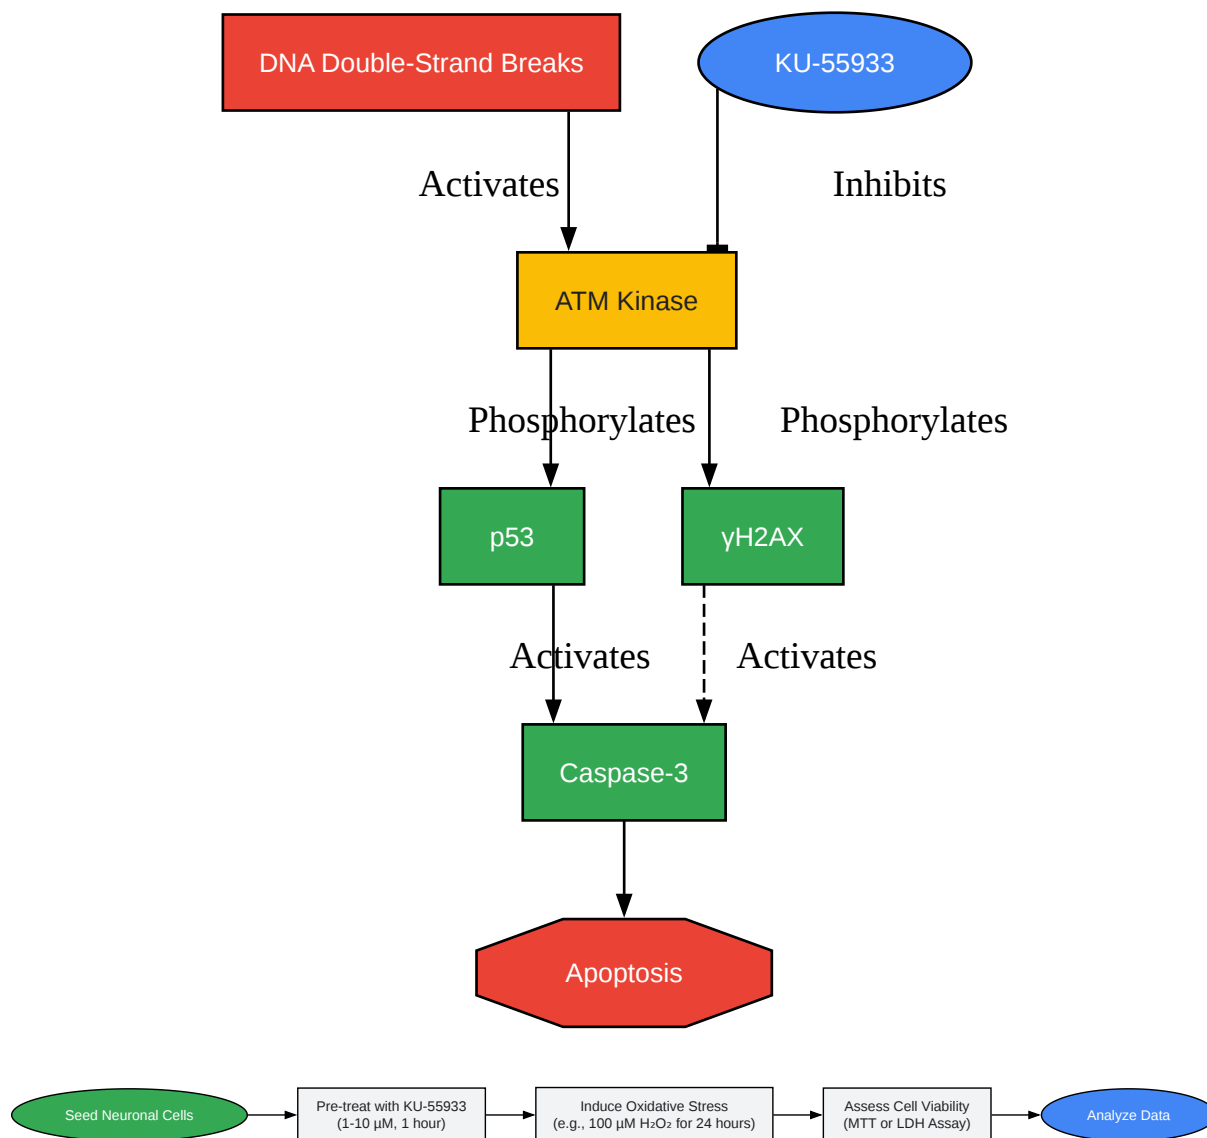 DNA Double-Strand Breaks
KU-55933
Activates
Inhibits
ATM Kinase
Phosphorylates
Phosphorylates
p53
γH2AX
Activates
Activates
Caspase-3
Apoptosis
Seed Neuronal Cells
Pre-treat with KU-55933
(1-10 µM, 1 hour)
Induce Oxidative Stress
(e.g., 100 µM H₂O₂ for 24 hours)
Assess Cell Viability
(MTT or LDH Assay)
Analyze Data